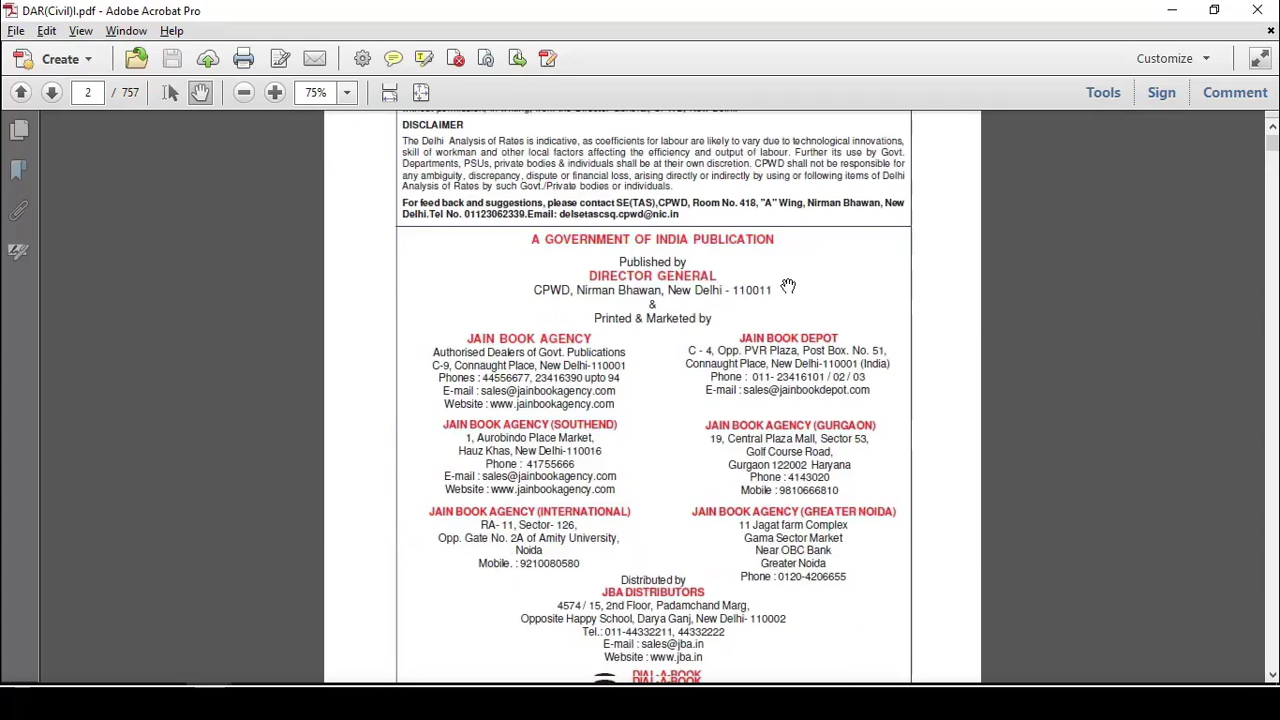 DAR(Civil)I.pdf - Adobe Acrobat Pro
File Edit View Window Help
Create Customize
2 / 757 75% Tools Sign Comment
DISCLAIMER
The Delhi Analysis of Rates is indicative, as coefficients for labour are likely to vary due to technological innovations,
skill of workman and other local factors affecting the efficiency and output of labour. Further its use by Govt.
Departments, PSUs, private bodies & individuals shall be at their own discretion. CPWD shall not be responsible for
any ambiguity, discrepancy, dispute or financial loss, arising directly or indirectly by using or following items of Delhi
Analysis of Rates by such Govt./Private bodies or individuals.
For feed back and suggestions, please contact SE(TAS),CPWD, Room No. 418, "A" Wing, Nirman Bhawan, New
Delhi.Tel No. 01123062339.Email: delsetascsq.cpwd@nic.in
A GOVERNMENT OF INDIA PUBLICATION
Published by
DIRECTOR GENERAL
CPWD, Nirman Bhawan, New Delhi - 110011
&
Printed & Marketed by
JAIN BOOK AGENCY
Authorised Dealers of Govt. Publications
C-9, Connaught Place, New Delhi-110001
Phones : 44556677, 23416390 upto 94
E-mail : sales@jainbookagency.com
Website : www.jainbookagency.com
JAIN BOOK DEPOT
C - 4, Opp. PVR Plaza, Post Box. No. 51,
Connaught Place, New Delhi-110001 (India)
Phone : 011- 23416101 / 02 / 03
E-mail : sales@jainbookdepot.com
JAIN BOOK AGENCY (SOUTHEND)
1, Aurobindo Place Market,
Hauz Khas, New Delhi-110016
Phone : 41755666
E-mail : sales@jainbookagency.com
Website : www.jainbookagency.com
JAIN BOOK AGENCY (GURGAON)
19, Central Plaza Mall, Sector 53,
Golf Course Road,
Gurgaon 122002 Haryana
Phone : 4143020
Mobile : 9810666810
JAIN BOOK AGENCY (INTERNATIONAL)
RA- 11, Sector- 126,
Opp. Gate No. 2A of Amity University,
Noida
Mobile. : 9210080580
JAIN BOOK AGENCY (GREATER NOIDA)
11 Jagat farm Complex
Gama Sector Market
Near OBC Bank
Greater Noida
Phone : 0120-4206655
Distributed by
JBA DISTRIBUTORS
4574 / 15, 2nd Floor, Padamchand Marg,
Opposite Happy School, Darya Ganj, New Delhi- 110002
Tel.: 011-44332211, 44332222
E-mail : sales@jba.in
Website : www.jba.in
DIAL-A-BOOK